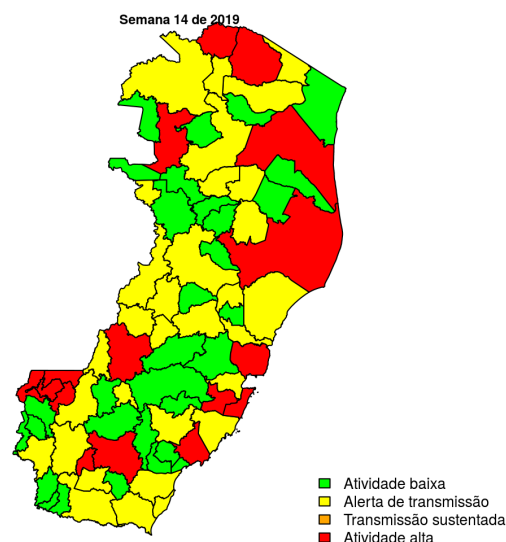 Semana 14 de 2019
Atividade baixa
Alerta de transmissão
Transmissão sustentada
Atividade alta